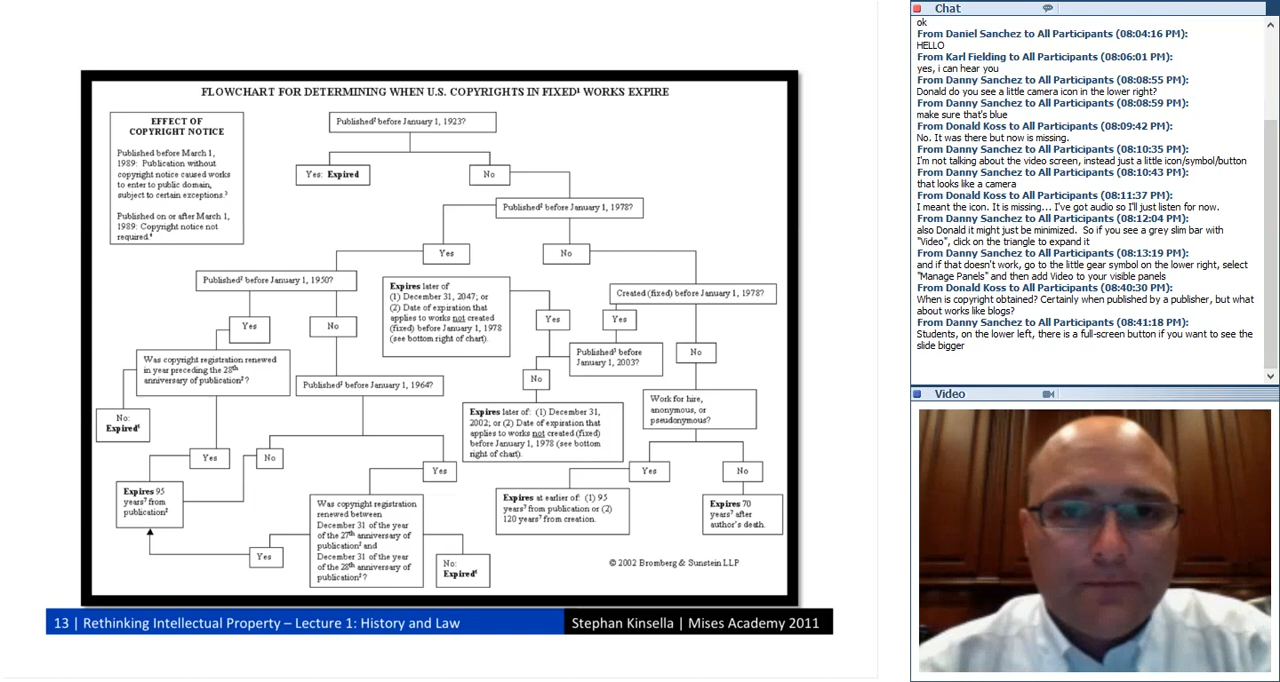 FLOWCHART FOR DETERMINING WHEN U.S. COPYRIGHTS IN FIXED¹ WORKS EXPIRE
EFFECT OF
COPYRIGHT NOTICE
Published before March 1,
1989: Publication without
copyright notice caused works
to enter to public domain,
subject to certain exceptions.³
Published on or after March 1,
1989: Copyright notice not
required.⁴
Published² before January 1, 1923?
Yes: Expired
No
Published² before January 1, 1978?
Yes
No
Published² before January 1, 1950?
Yes
No
Was copyright registration renewed
in year preceding the 28th
anniversary of publication²?
No:
Expired⁶
Yes
Expires 95
years⁷ from
publication²
Published² before January 1, 1964?
No
Yes
Was copyright registration
renewed between
December 31 of the year
of the 27th anniversary of
publication² and
December 31 of the year
of the 28th anniversary of
publication²?
Yes
No:
Expired⁶
Created (fixed) before January 1, 1978?
Yes
No
Published² before
January 1, 2003?
Yes
No
Expires later of
(1) December 31, 2047; or
(2) Date of expiration that
applies to works not created
(fixed) before January 1, 1978
(see bottom right of chart).
Expires later of: (1) December 31,
2002; or (2) Date of expiration that
applies to works not created (fixed)
before January 1, 1978 (see bottom
right of chart).
Work for hire,
anonymous, or
pseudonymous?
Yes
No
Expires at earlier of: (1) 95
years⁷ from publication or (2)
120 years⁷ from creation.
Expires 70
years⁷ after
author's death.
© 2002 Bromberg & Sunstein LLP
13 | Rethinking Intellectual Property – Lecture 1: History and Law
Stephan Kinsella | Mises Academy 2011
Chat
ok
From Daniel Sanchez to All Participants (08:04:16 PM):
HELLO
From Karl Fielding to All Participants (08:06:01 PM):
yes, i can hear you
From Danny Sanchez to All Participants (08:08:55 PM):
Donald do you see a little camera icon in the lower right?
From Danny Sanchez to All Participants (08:08:59 PM):
make sure that's blue
From Donald Koss to All Participants (08:09:42 PM):
No. It was there but now is missing.
From Danny Sanchez to All Participants (08:10:35 PM):
I'm not talking about the video screen, instead just a little icon/symbol/button
From Danny Sanchez to All Participants (08:10:43 PM):
that looks like a camera
From Donald Koss to All Participants (08:11:37 PM):
I meant the icon. It is missing... I've got audio so I'll just listen for now.
From Danny Sanchez to All Participants (08:12:04 PM):
also Donald it might just be minimized. So if you see a grey slim bar with
"Video", click on the triangle to expand it
From Danny Sanchez to All Participants (08:13:19 PM):
and if that doesn't work, go to the little gear symbol on the lower right, select
"Manage Panels" and then add Video to your visible panels
From Donald Koss to All Participants (08:40:30 PM):
When is copyright obtained? Certainly when published by a publisher, but what
about works like blogs?
From Danny Sanchez to All Participants (08:41:18 PM):
Students, on the lower left, there is a full-screen button if you want to see the
slide bigger
Video